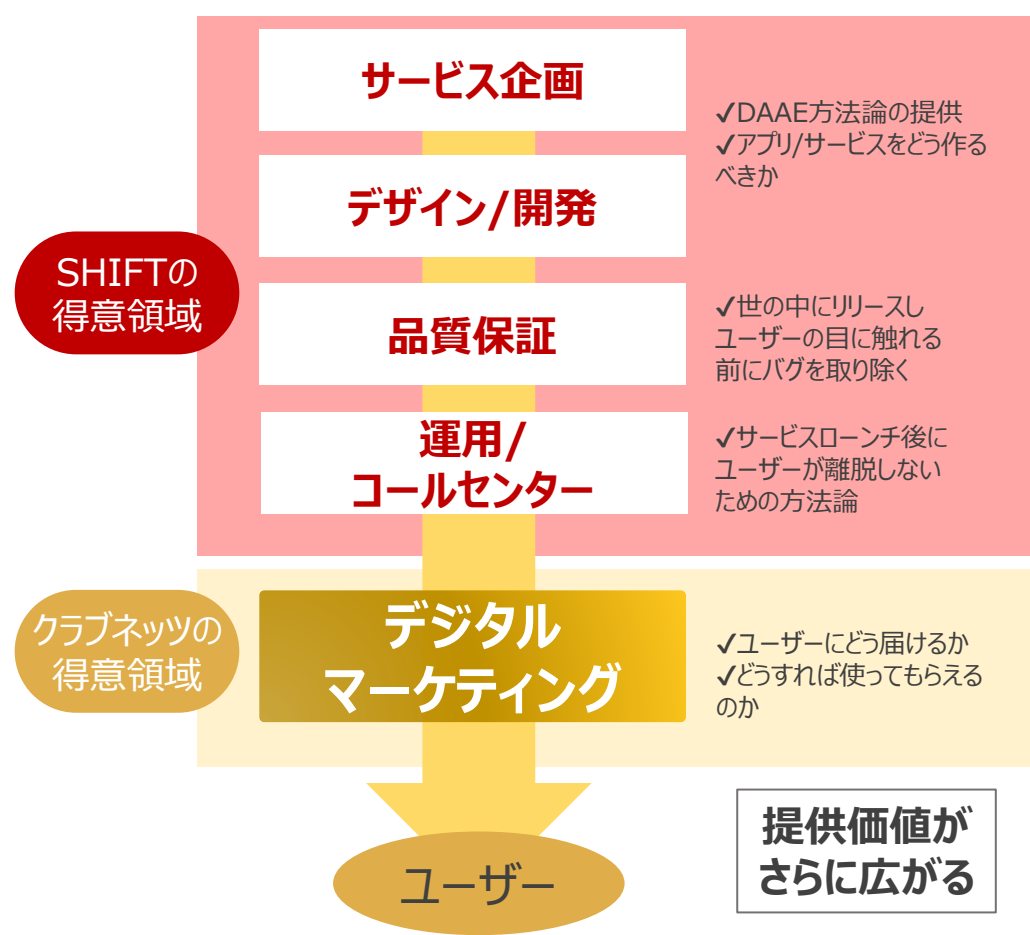 サービス企画
✓DAAE方法論の提供
✓アプリ/サービスをどう作る
べきか
デザイン/開発
SHIFTの
得意領域
品質保証
✓世の中にリリースし
ユーザーの目に触れる
前にバグを取り除く
運用/
コールセンター
✓サービスローンチ後に
ユーザーが離脱しない
ための方法論
クラブネッツの
得意領域
デジタル
マーケティング
✓ユーザーにどう届けるか
✓どうすれば使ってもらえる
のか
ユーザー
提供価値が
さらに広がる